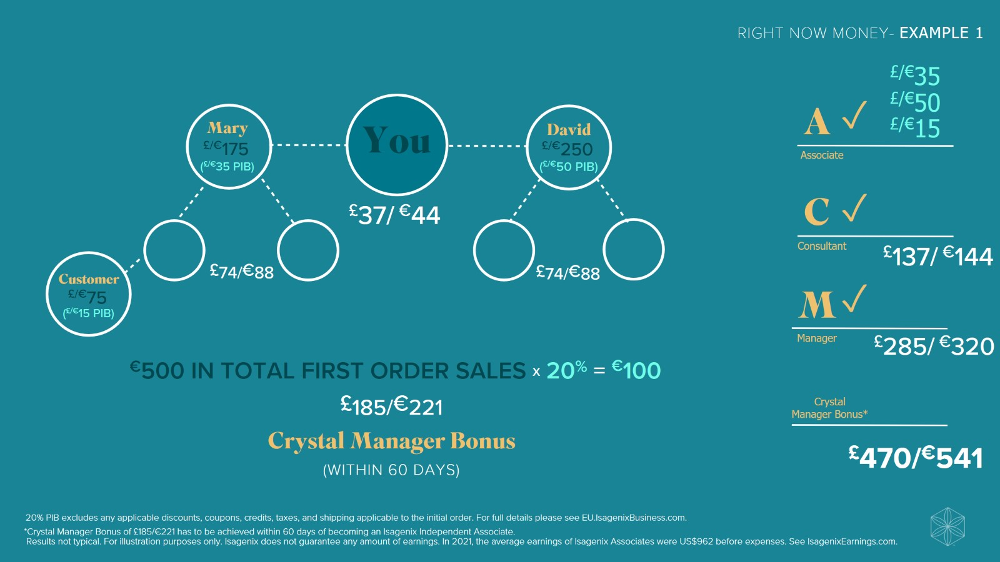 RIGHT NOW MONEY- EXAMPLE 1
£/€35
£/€50
£/€15
A ✓
Associate
Mary
£/€175
(£/€35 PIB)
You
£37/ €44
David
£/€250
(£/€50 PIB)
C ✓
Consultant
£137/ €144
£74/€88
£74/€88
Customer
£/€75
(£/€15 PIB)
M ✓
Manager
£285/ €320
€500 IN TOTAL FIRST ORDER SALES x 20% = €100
£185/€221
Crystal Manager Bonus
(WITHIN 60 DAYS)
Crystal
Manager Bonus*
£470/€541
20% PIB excludes any applicable discounts, coupons, credits, taxes, and shipping applicable to the initial order. For full details please see EU.IsagenixBusiness.com.
*Crystal Manager Bonus of £185/€221 has to be achieved within 60 days of becoming an Isagenix Independent Associate.
Results not typical. For illustration purposes only. Isagenix does not guarantee any amount of earnings. In 2021, the average earnings of Isagenix Associates were US$962 before expenses. See IsagenixEarnings.com.